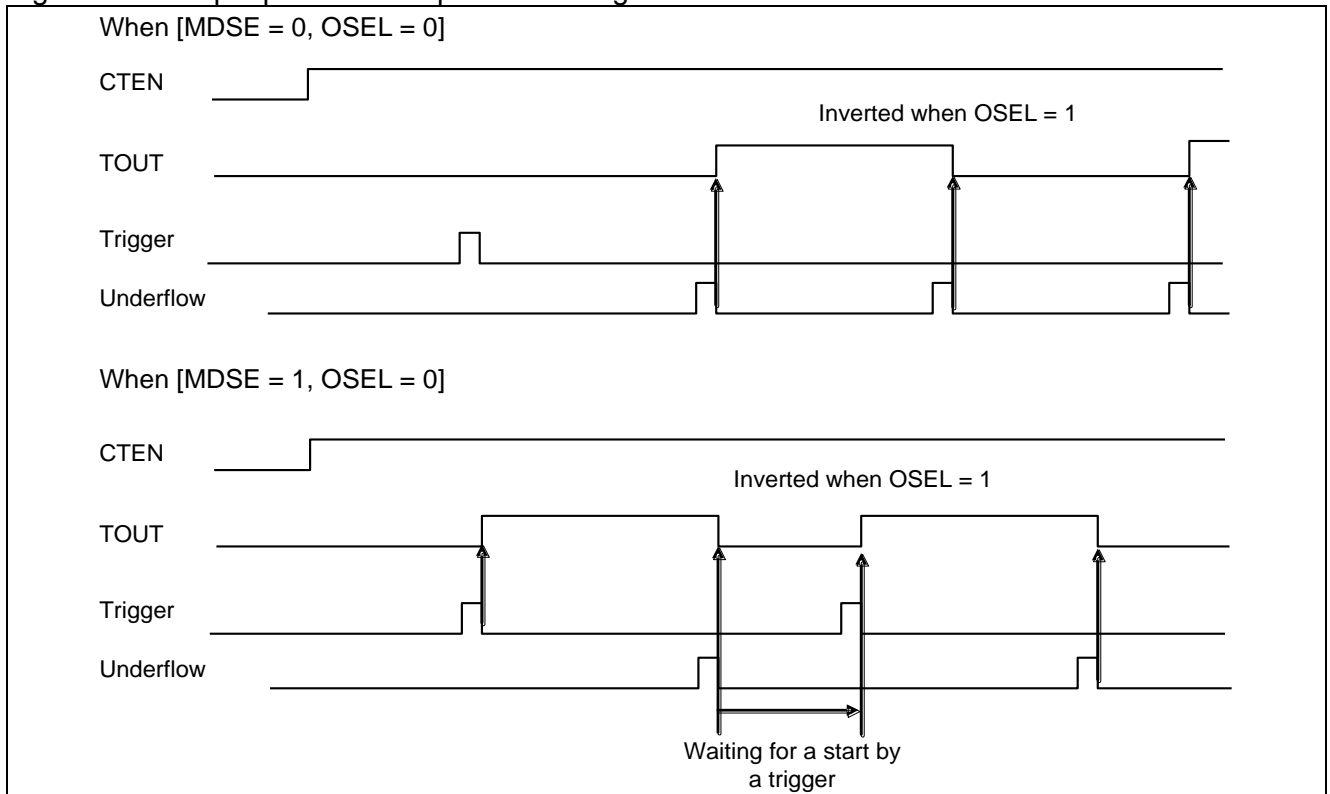 When [MDSE = 0, OSEL = 0]
CTEN
Inverted when OSEL = 1
TOUT
Trigger
Underflow
When [MDSE = 1, OSEL = 0]
CTEN
Inverted when OSEL = 1
TOUT
Trigger
Underflow
Waiting for a start by
a trigger